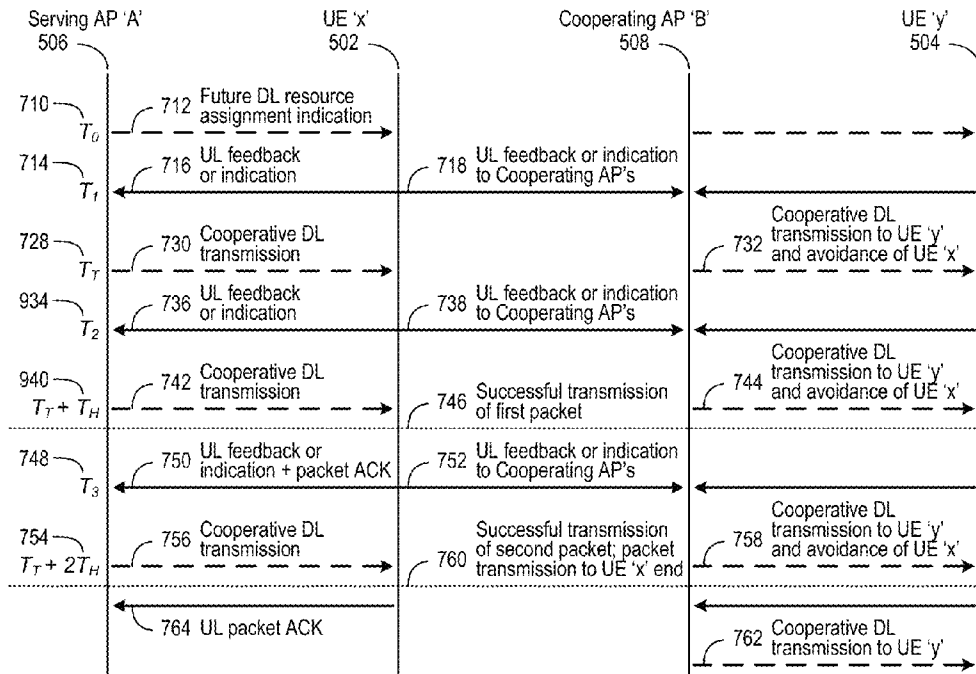 Serving AP 'A'
506
UE 'x'
502
Cooperating AP 'B'
508
UE 'y'
504
710
T0
712
Future DL resource
assignment indication
714
T1
716
UL feedback
or indication
718
UL feedback or indication
to Cooperating AP's
728
TT
730
Cooperative DL
transmission
732
Cooperative DL
transmission to UE 'y'
and avoidance of UE 'x'
934
T2
736
UL feedback
or indication
738
UL feedback or indication
to Cooperating AP's
940
TT + TH
742
Cooperative DL
transmission
746
Successful transmission
of first packet
744
Cooperative DL
transmission to UE 'y'
and avoidance of UE 'x'
748
T3
750
UL feedback or
indication + packet ACK
752
UL feedback or indication
to Cooperating AP's
754
TT + 2TH
756
Cooperative DL
transmission
760
Successful transmission
of second packet; packet
transmission to UE 'x' end
758
Cooperative DL
transmission to UE 'y'
and avoidance of UE 'x'
764 UL packet ACK
762
Cooperative DL
transmission to UE 'y'